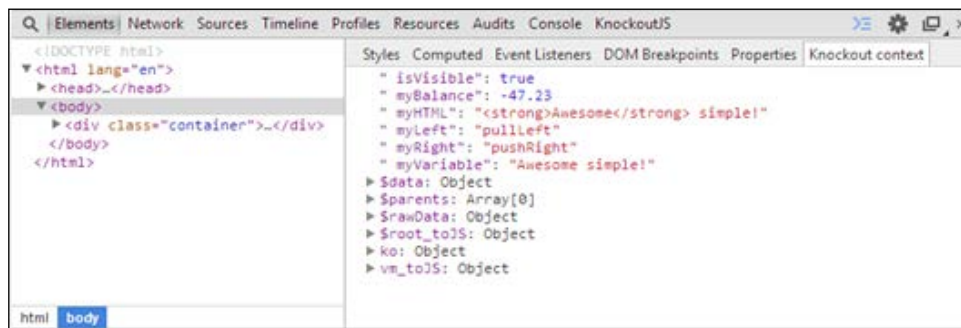 Elements Network Sources Timeline Profiles Resources Audits Console KnockoutJS
<!DOCTYPE html>
▼<html lang="en">
▶<head>…</head>
▼<body>
▶<div class="container">…</div>
</body>
</html>
html body
Styles Computed Event Listeners DOM Breakpoints Properties Knockout context
" isVisible": true
" myBalance": -47.23
" myHTML": "<strong>Awesome</strong> simple!"
" myLeft": "pullLeft"
" myRight": "pushRight"
" myVariable": "Awesome simple!"
▶ $data: Object
▶ $parents: Array[0]
▶ $rawData: Object
▶ $root_toJS: Object
▶ ko: Object
▶ vm_toJS: Object